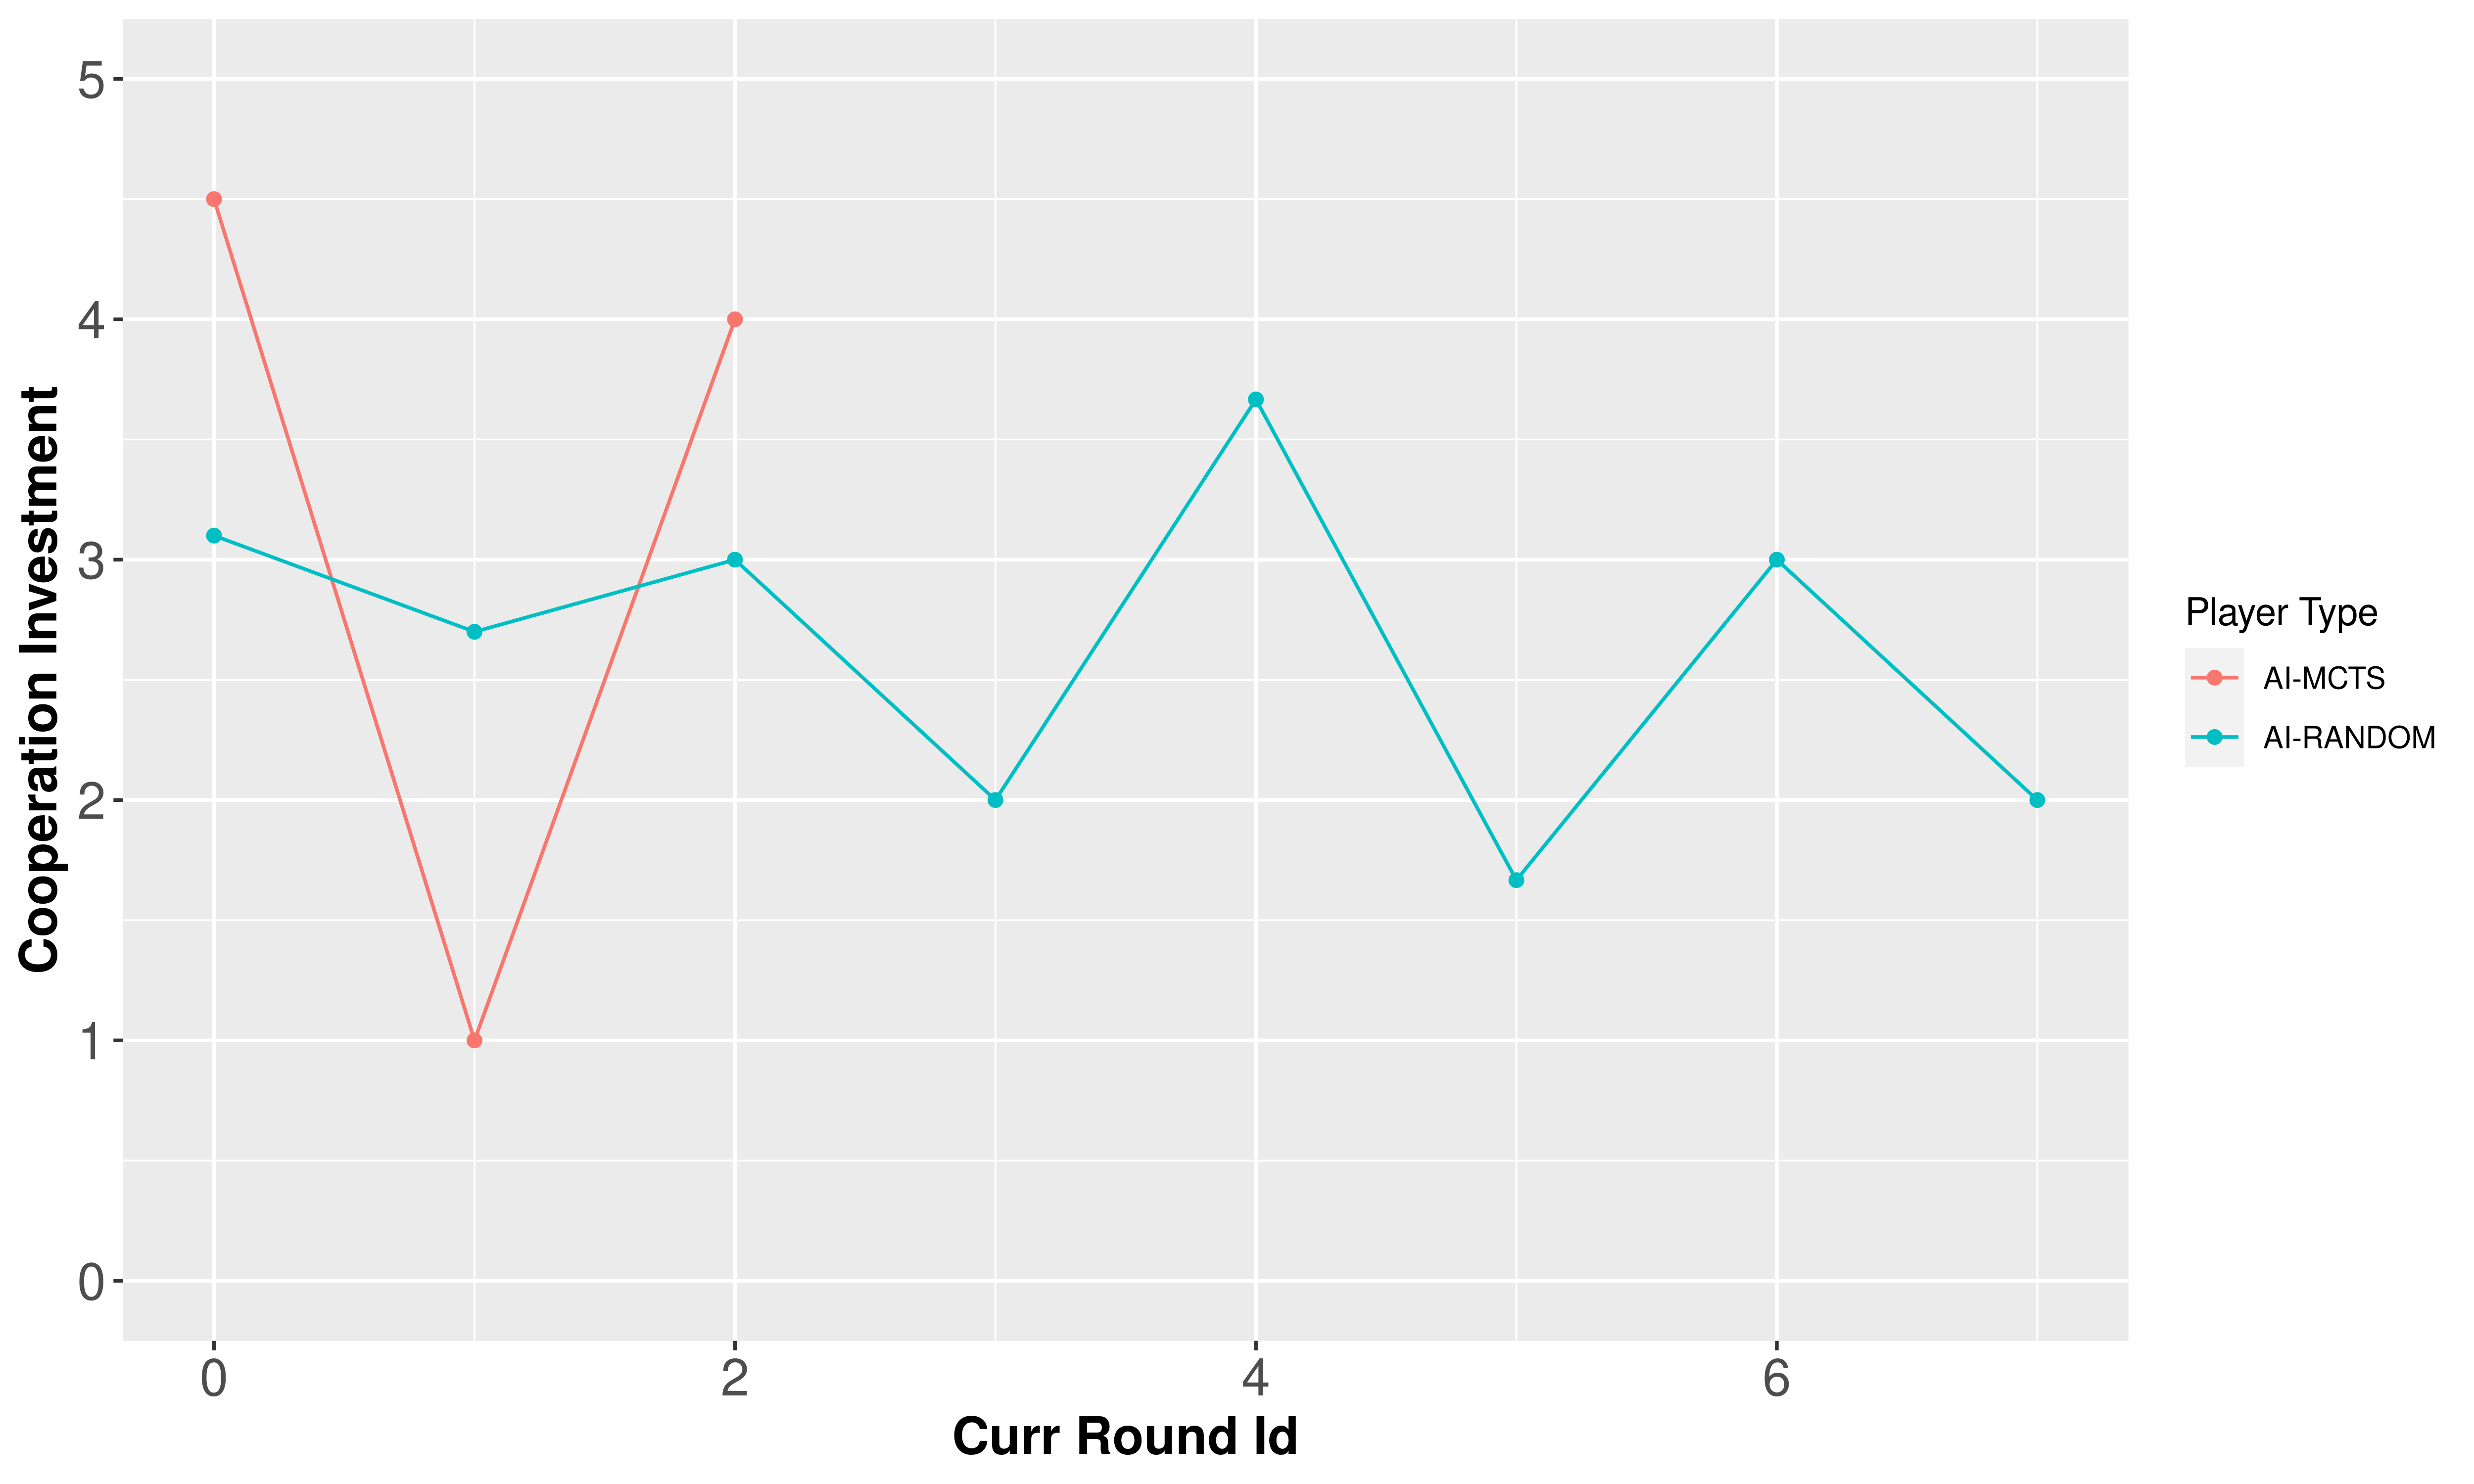 Cooperation Investment
5
4
3
2
1
0
0 2 4 6
Curr Round Id
Player Type
AI-MCTS
AI-RANDOM